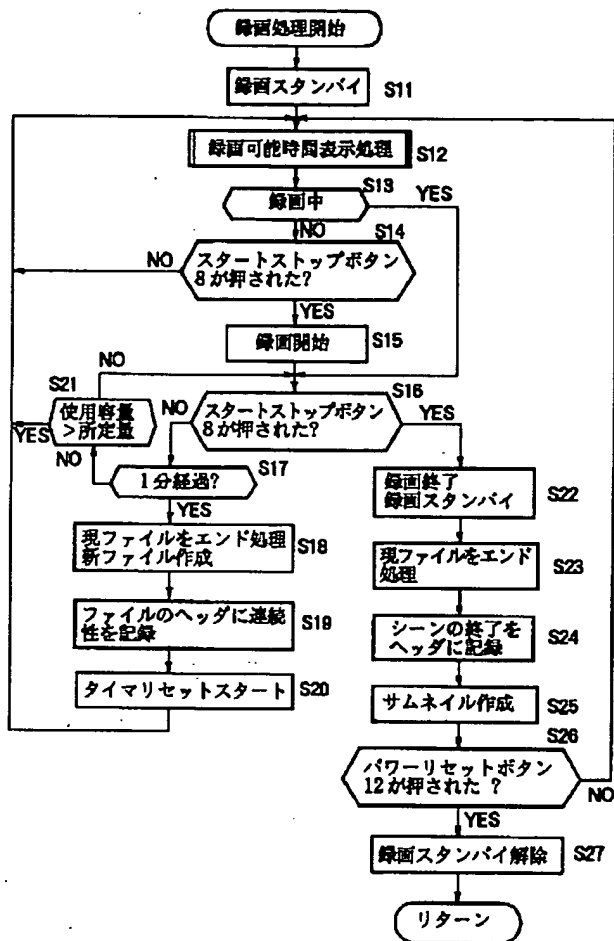 録画処理開始
録画スタンバイ
S11
録画可能時間表示処理
S12
S13
録画中
YES
NO
S14
スタートストップボタン
8が押された?
NO
YES
録画開始
S15
NO
S21
使用容量
>所定量
YES
NO
S16
スタートストップボタン
8が押された?
NO
YES
S17
1分経過?
YES
現ファイルをエンド処理
新ファイル作成
S18
ファイルのヘッダに連続
性を記録
S19
タイマリセットスタート
S20
録画終了
録画スタンバイ
S22
現ファイルをエンド
処理
S23
シーンの終了を
ヘッダに記録
S24
サムネイル作成
S25
S26
パワーリセットボタン
12が押された ?
NO
YES
録画スタンバイ解除
S27
リターン